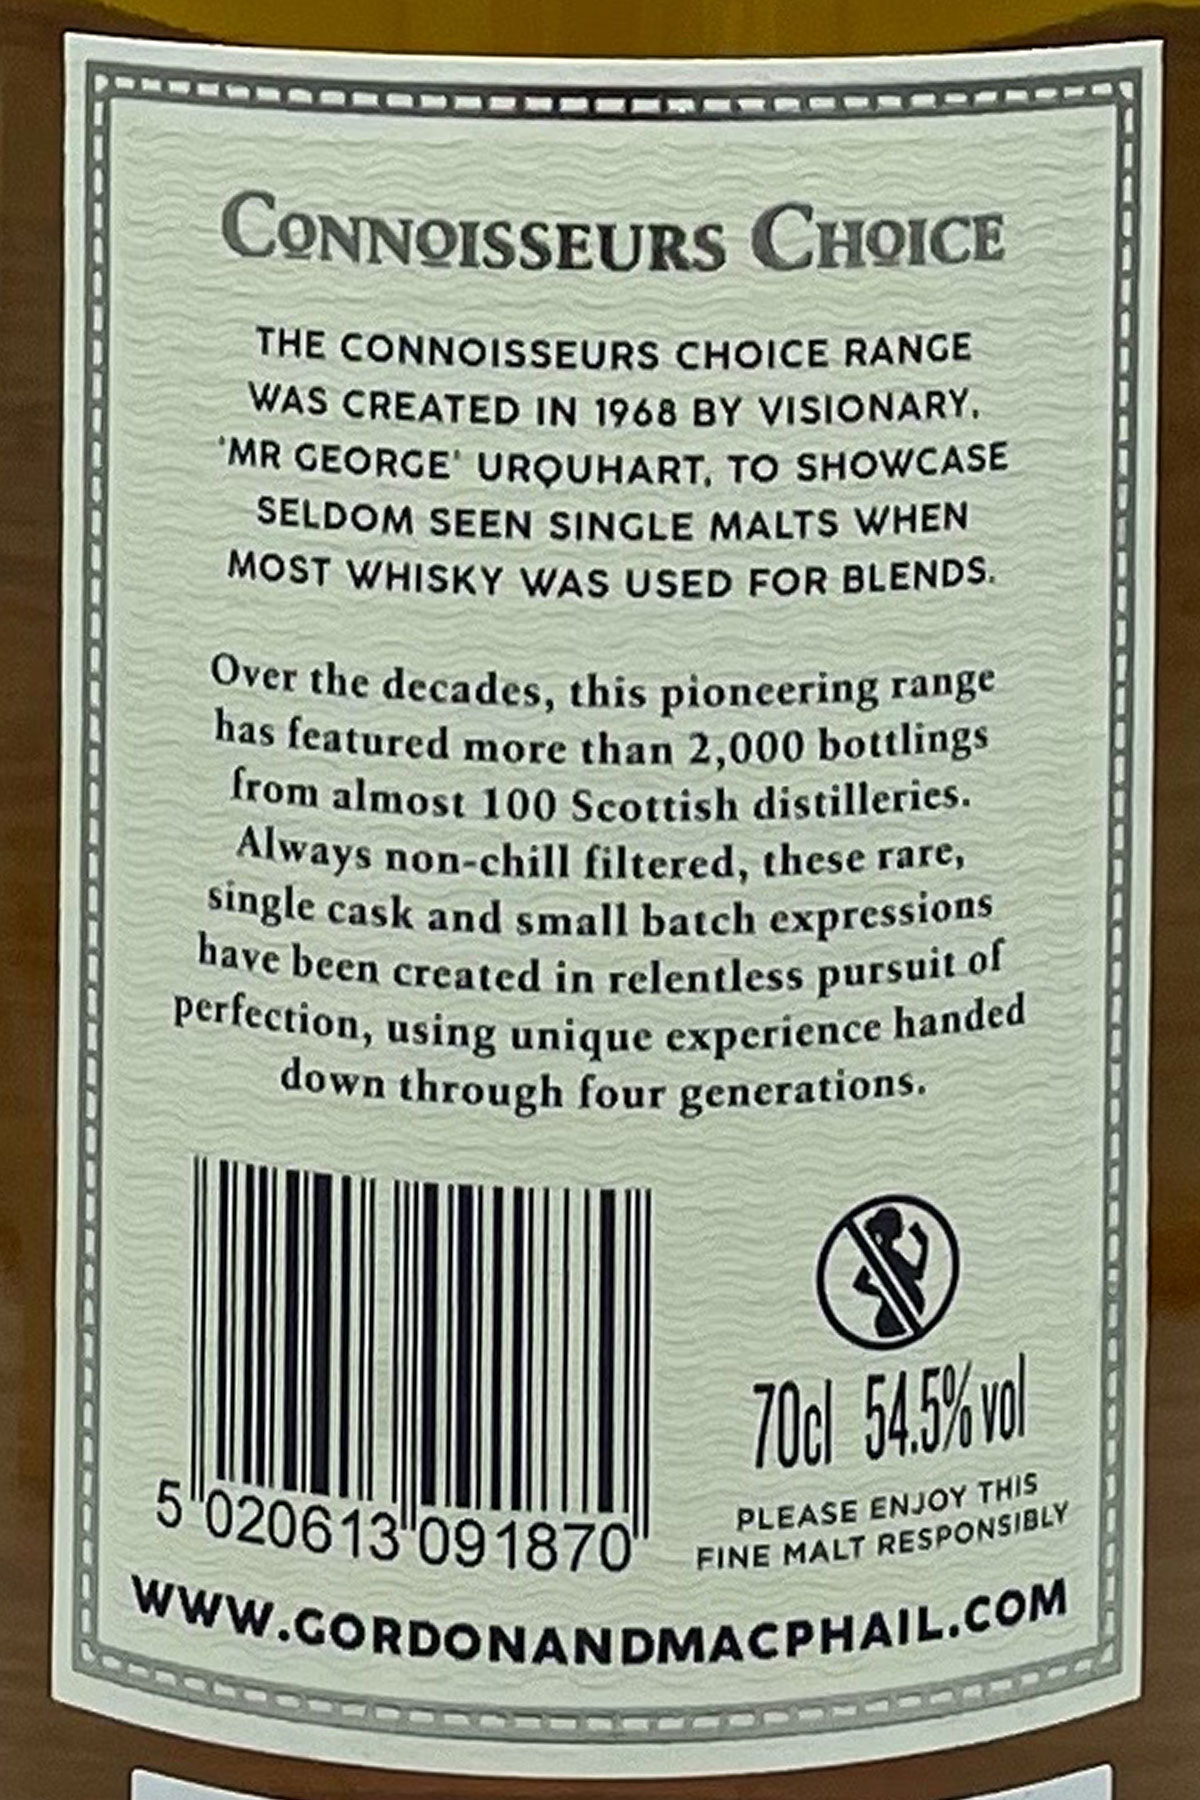 CONNOISSEURS CHOICE
THE CONNOISSEURS CHOICE RANGE
WAS CREATED IN 1968 BY VISIONARY,
'MR GEORGE' URQUHART, TO SHOWCASE
SELDOM SEEN SINGLE MALTS WHEN
MOST WHISKY WAS USED FOR BLENDS.
Over the decades, this pioneering range
has featured more than 2,000 bottlings
from almost 100 Scottish distilleries.
Always non-chill filtered, these rare,
single cask and small batch expressions
have been created in relentless pursuit of
perfection, using unique experience handed
down through four generations.
70cl 54.5% vol
PLEASE ENJOY THIS
FINE MALT RESPONSIBLY
5 020613 091870
WWW.GORDONANDMACPHAIL.COM